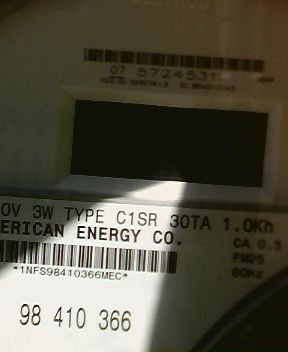 07 5724531
0V 3W TYPE C1SR 30TA 1.0Kh
ERICAN ENERGY CO.
CA 0.5
FM2S
60Hz
*1NFS98410366MEC*
98 410 366